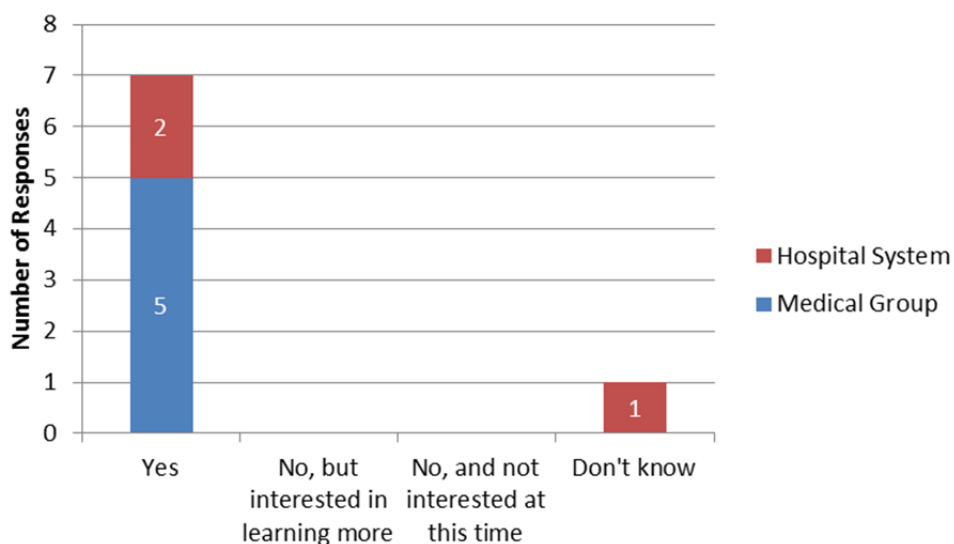 Number of Responses
8
7
6
5
4
3
2
1
0
2
5
1
Yes
No, but
interested in
learning more
No, and not
interested at
this time
Don't know
Hospital System
Medical Group